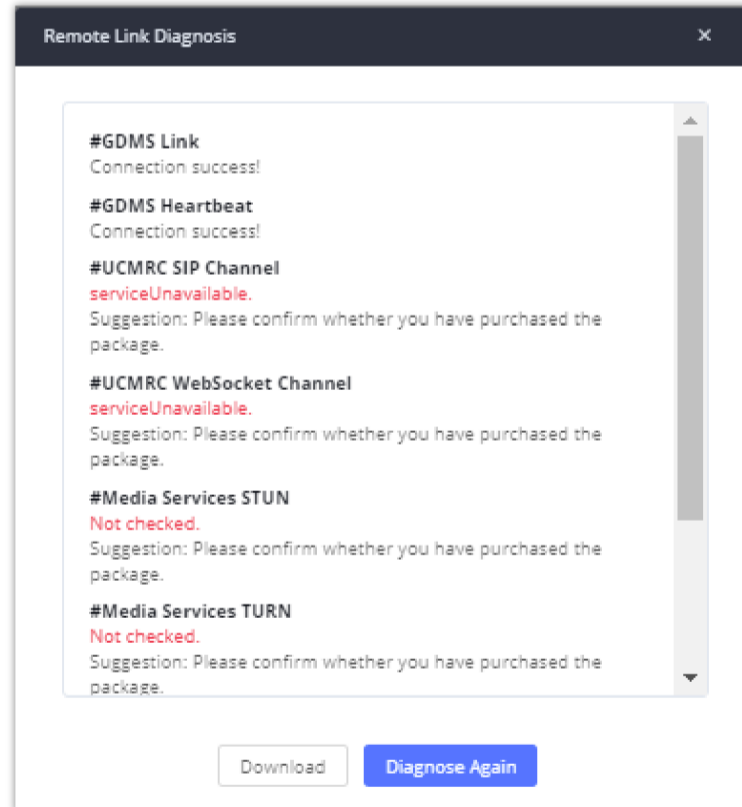 Remote Link Diagnosis
#GDMS Link
Connection success!
#GDMS Heartbeat
Connection success!
#UCMRC SIP Channel
serviceUnavailable.
Suggestion: Please confirm whether you have purchased the
package.
#UCMRC WebSocket Channel
serviceUnavailable.
Suggestion: Please confirm whether you have purchased the
package.
#Media Services STUN
Not checked.
Suggestion: Please confirm whether you have purchased the
package.
#Media Services TURN
Not checked.
Suggestion: Please confirm whether you have purchased the
package.
Download
Diagnose Again